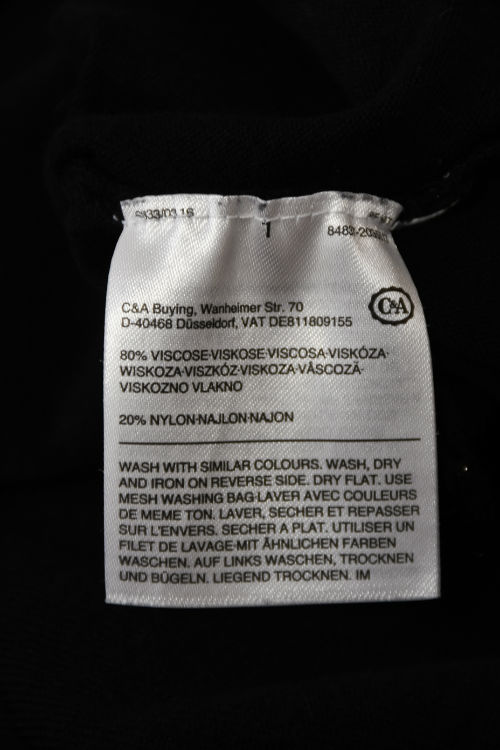 1
C&A Buying, Wanheimer Str. 70
D-40468 Düsseldorf, VAT DE811809155
C&A
80% VISCOSE·VISKOSE·VISCOSA·VISKÓZA·
WISKOZA·VISZKÓZ·VISKOZA·VÂSCOZĂ·
VISKOZNO VLAKNO
20% NYLON·NAJLON·NAJON
WASH WITH SIMILAR COLOURS. WASH, DRY
AND IRON ON REVERSE SIDE. DRY FLAT. USE
MESH WASHING BAG·LAVER AVEC COULEURS
DE MEME TON. LAVER, SECHER ET REPASSER
SUR L'ENVERS. SECHER A PLAT. UTILISER UN
FILET DE LAVAGE·MIT ÄHNLICHEN FARBEN
WASCHEN. AUF LINKS WASCHEN, TROCKNEN
UND BÜGELN. LIEGEND TROCKNEN. IM